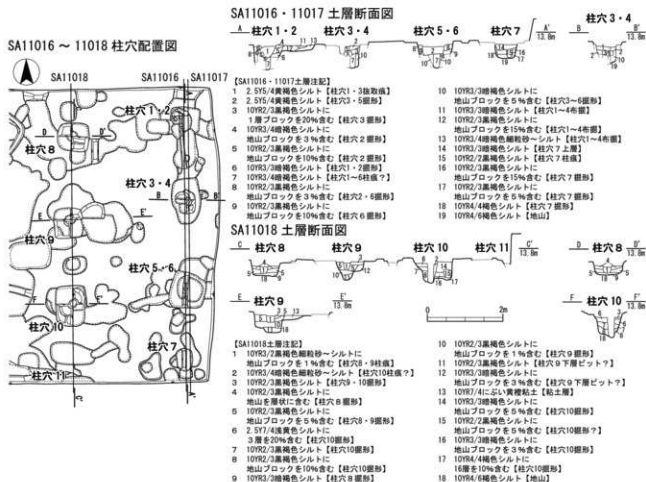 SA11016～11018 柱穴配置図
SA11018
SA11016
SA11017
柱穴1・2
D
D'
柱穴8
柱穴3・4
B
B'
E
E'
柱穴9
柱穴5・6
F
F'
柱穴10
柱穴7
柱穴11
SA11016・11017 土層断面図
A 柱穴1・2 柱穴3・4 柱穴5・6 柱穴7 A' 13.8m
B 柱穴3・4 B' 13.8m
【SA11016・11017土層注記】
1 2.5Y5/4黄褐色シルト【柱穴1・3抜取痕】
2 2.5Y5/4黄褐色シルト【柱穴3・5掘形】
3 10YR2/3黒褐色シルトに
1層ブロックを20%含む【柱穴3掘形】
4 10YR3/4暗褐色シルトに
地山ブロックを3%含む【柱穴2掘形】
5 10YR2/3黒褐色シルトに
地山ブロックを10%含む【柱穴2掘形】
6 10YR3/3暗褐色シルト【柱穴1・2掘形】
7 10YR3/4暗褐色シルト【柱穴1～6柱痕？】
8 10YR2/3黒褐色シルトに
地山ブロックを3%含む【柱穴2・6掘形】
9 10YR2/3黒褐色シルトに
地山ブロックを10%含む【柱穴6掘形】
10 10YR3/3暗褐色シルトに
地山ブロックを5%含む【柱穴3～6掘形】
11 10YR3/3暗褐色シルト【柱穴1～4布掘】
12 10YR2/3黒褐色シルトに
地山ブロックを15%含む【柱穴1～4布掘】
13 10YR3/4暗褐色細粒砂～シルト【柱穴1～4布掘】
14 10YR3/3暗褐色シルト【柱穴7上層】
15 10YR2/2黒褐色シルト【柱穴7柱痕】
16 10YR2/3黒褐色シルトに
地山ブロックを15%含む【柱穴7掘形】
17 10YR2/3黒褐色シルトに
地山ブロックを5%含む【柱穴7掘形】
18 10YR4/4褐色シルト【柱穴7掘形】
19 10YR4/6褐色シルト【地山】
SA11018 土層断面図
C 柱穴8 柱穴9 柱穴10 柱穴11 C' 13.8m
D 柱穴8 D' 13.8m
E 柱穴9 E' 13.8m
0 2m
F 柱穴10 F' 13.8m
【SA11018土層注記】
1 10YR3/2黒褐色細粒砂～シルトに
地山ブロックを1%含む【柱穴8・9柱痕】
2 10YR3/4暗褐色細粒砂～シルト【柱穴10柱痕？】
3 10YR2/3黒褐色シルト【柱穴9・10掘形】
4 10YR2/3黒褐色シルトに
地山を層状に含む【柱穴8掘形】
5 10YR2/3黒褐色シルトに
地山ブロックを5%含む【柱穴8・9掘形】
6 2.5Y7/4浅黄色シルトに
3層を20%含む【柱穴10掘形】
7 10YR2/3黒褐色シルト【柱穴10掘形】
8 10YR2/3黒褐色シルトに
地山ブロックを10%含む【柱穴10掘形】
9 10YR3/3暗褐色シルト【柱穴8掘形】
10 10YR2/3黒褐色シルトに
地山ブロックを1%含む【柱穴9掘形】
11 10YR2/3黒褐色シルト【柱穴9下層ピット？】
12 10YR3/3暗褐色シルトに
地山ブロックを3%含む【柱穴9下層ピット？】
13 10YR7/4にぶい黄橙粘土【粘土層】
14 10YR3/3暗褐色シルトに
地山ブロックを5%含む【柱穴10掘形】
15 10YR2/2黒褐色シルトに
地山ブロックを5%含む【柱穴10掘形？】
16 10YR3/3暗褐色シルトに
地山ブロックを3%含む【柱穴10掘形】
17 10YR4/4褐色シルトに
16層を10%含む【柱穴10掘形】
18 10YR4/6褐色シルト【地山】